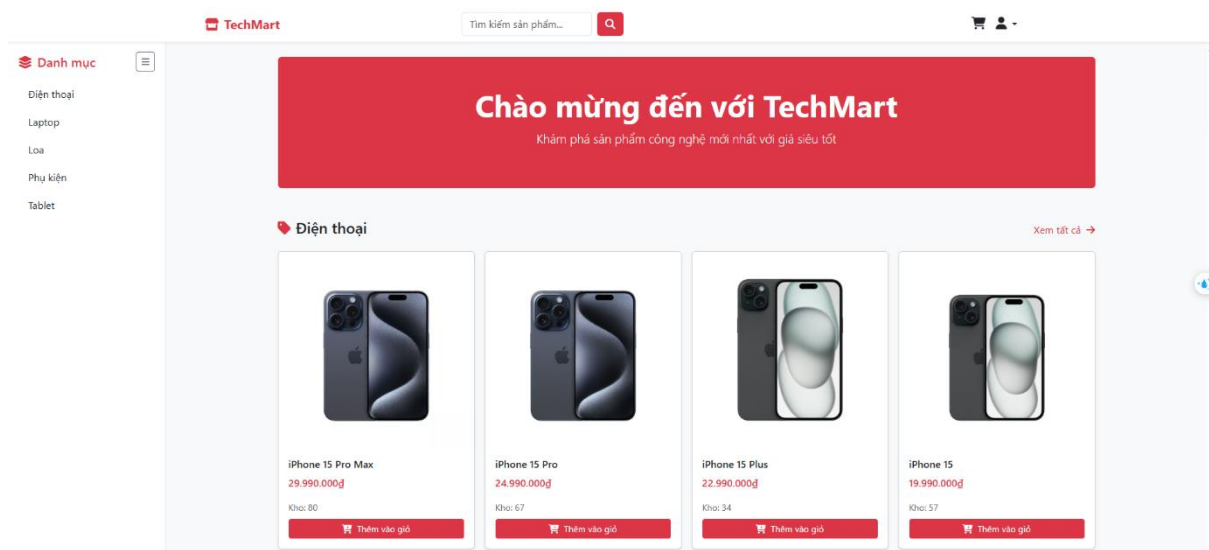 TechMart
Tìm kiếm sản phẩm...
Danh mục
Điện thoại
Laptop
Loa
Phụ kiện
Tablet
Chào mừng đến với TechMart
Khám phá sản phẩm công nghệ mới nhất với giá siêu tốt
Điện thoại
Xem tất cả →
iPhone 15 Pro Max
29.990.000₫
Kho: 80
Thêm vào giỏ
iPhone 15 Pro
24.990.000₫
Kho: 67
Thêm vào giỏ
iPhone 15 Plus
22.990.000₫
Kho: 34
Thêm vào giỏ
iPhone 15
19.990.000₫
Kho: 57
Thêm vào giỏ